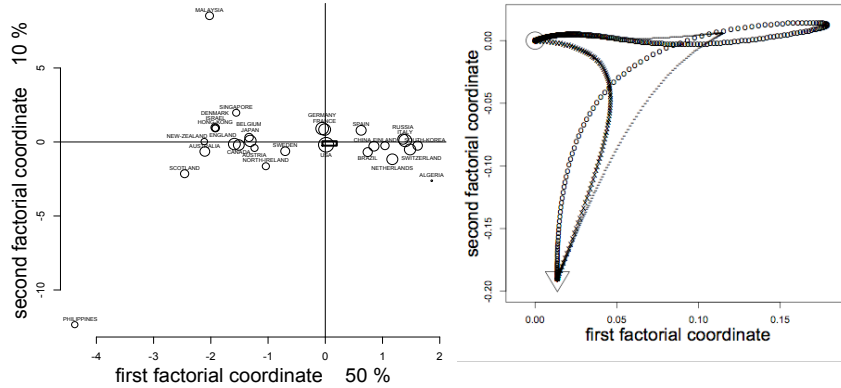 MALAYSIA
5
SINGAPORE
DENMARK
ISRAEL
HONG KONG
NEW-ZEALAND
ENGLAND
BELGIUM
JAPAN
GERMANY
FRANCE
SPAIN
RUSSIA
ITALY
0
AUSTRALIA
CANADA
AUSTRIA
SWEDEN
USA
CHINA
FINLAND
SOUTH-KOREA
SCOTLAND
NORTH-IRELAND
BRAZIL
NETHERLANDS
SWITZERLAND
ALGERIA
-5
-10
PHILIPPINES
-4 -3 -2 -1 0 1 2
first factorial coordinate 50 %
second factorial coordinate 10 %
0.00
-0.05
-0.10
-0.15
-0.20
0.00 0.05 0.10 0.15
first factorial coordinate
second factorial coordinate